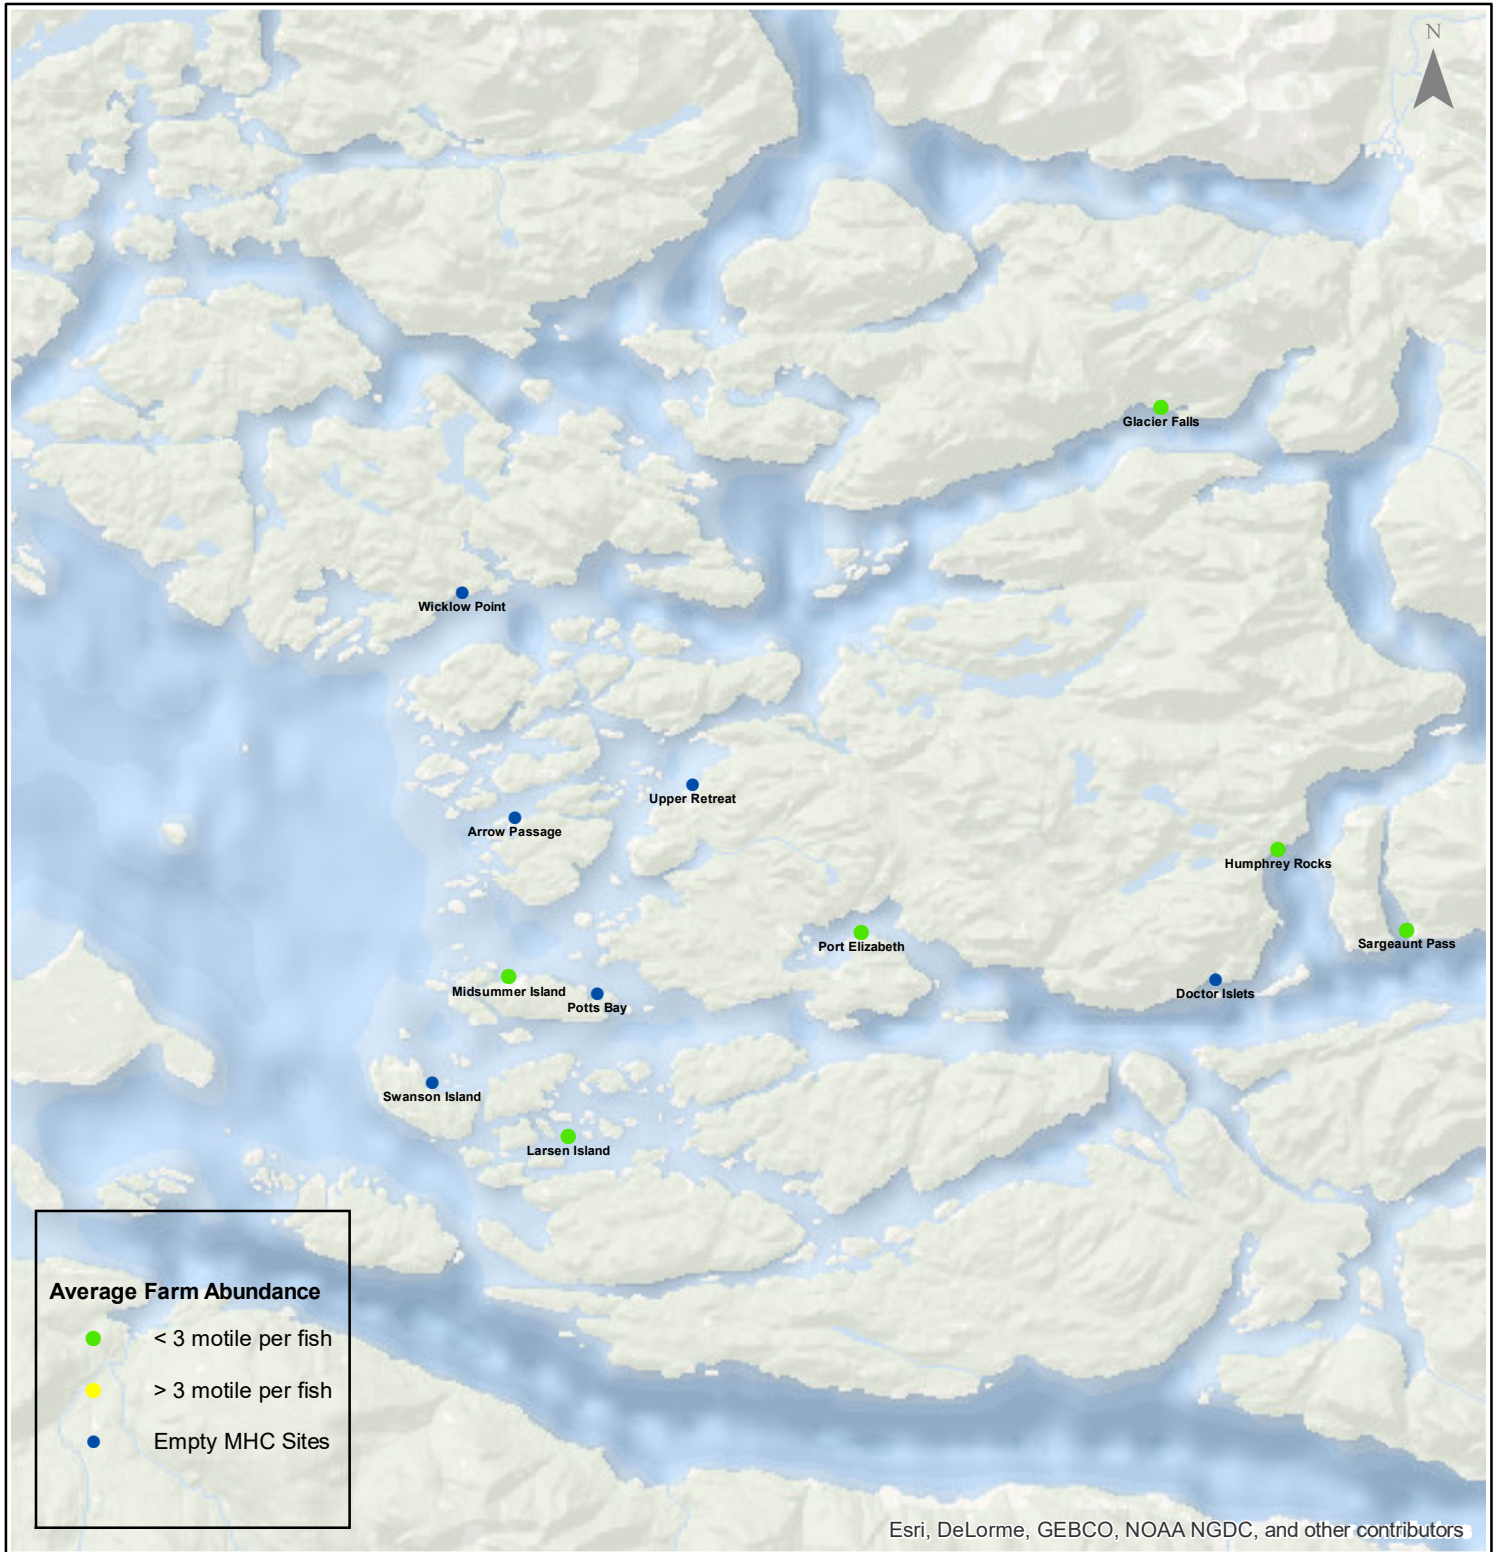 N
Glacier Falls
Wicklow Point
Upper Retreat
Arrow Passage
Humphrey Rocks
Port Elizabeth
Sargeaunt Pass
Midsummer Island
Potts Bay
Doctor Islets
Swanson Island
Larsen Island
Average Farm Abundance
< 3 motile per fish
> 3 motile per fish
Empty MHC Sites
Esri, DeLorme, GEBCO, NOAA NGDC, and other contributors